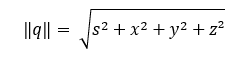 ‖q‖ = √s² + x² + y² + z²